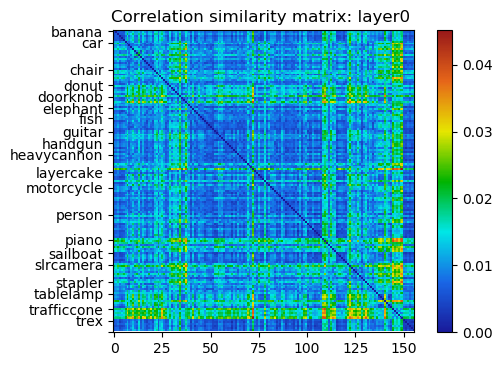 Correlation similarity matrix: layer0
banana
car
chair
donut
doorknob
elephant
fish
guitar
handgun
heavycannon
layercake
motorcycle
person
piano
sailboat
slrcamera
stapler
tablelamp
trafficcone
trex
0 25 50 75 100 125 150
0.04
0.03
0.02
0.01
0.00